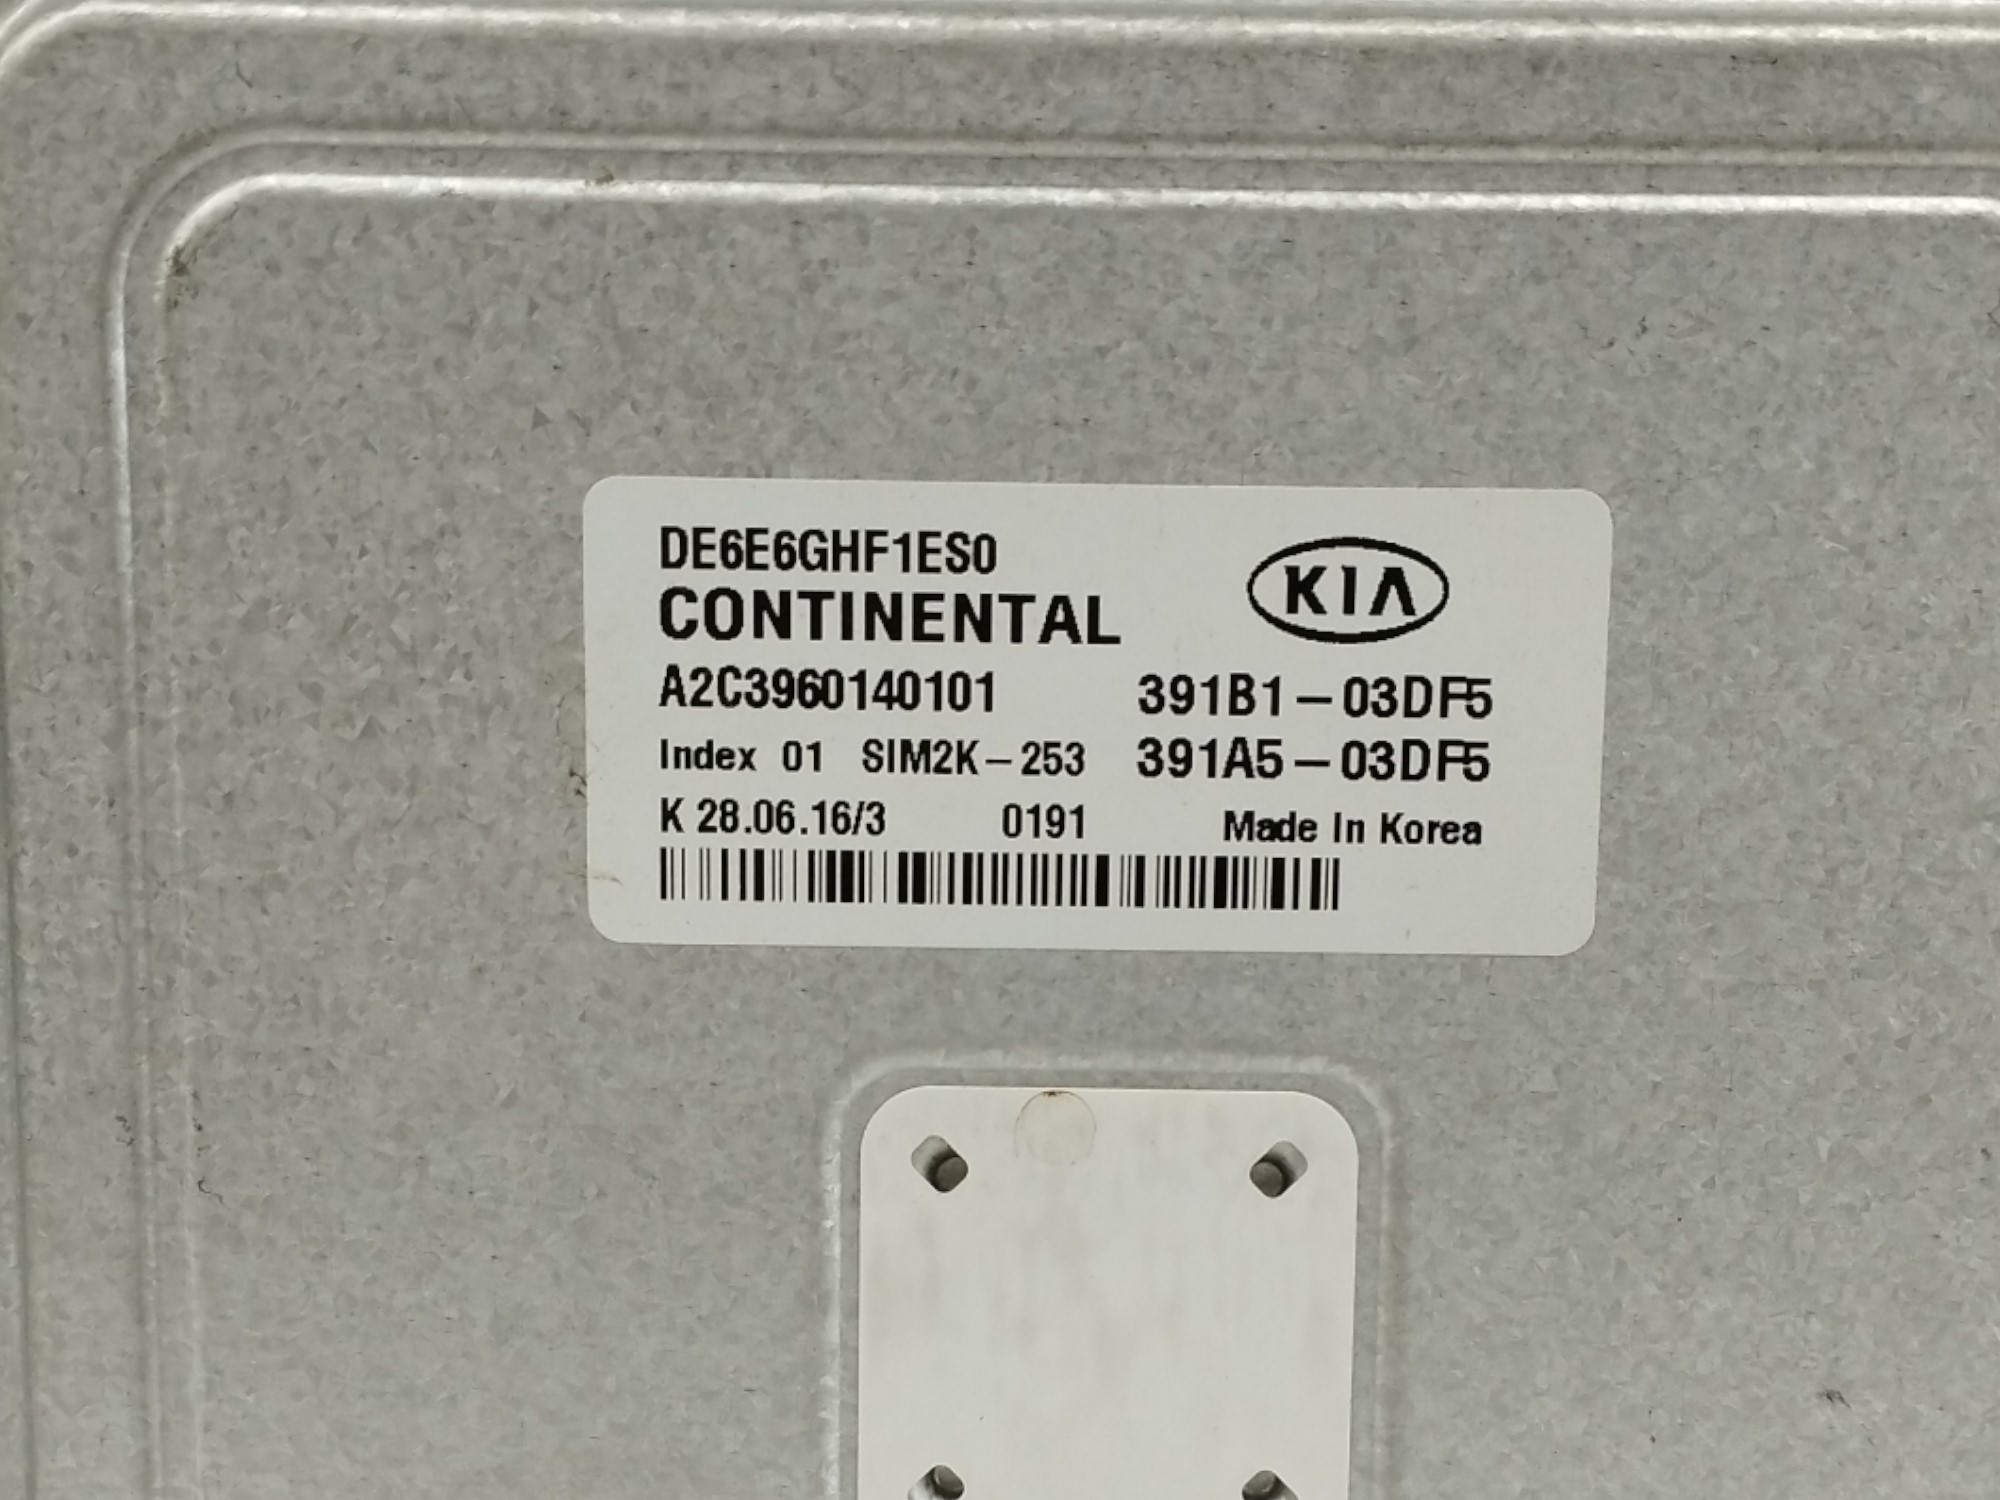 DE6E6GHF1ES0
CONTINENTAL
KIA
A2C3960140101 391B1-03DF5
Index 01 SIM2K-253 391A5-03DF5
K 28.06.16/3 0191 Made In Korea